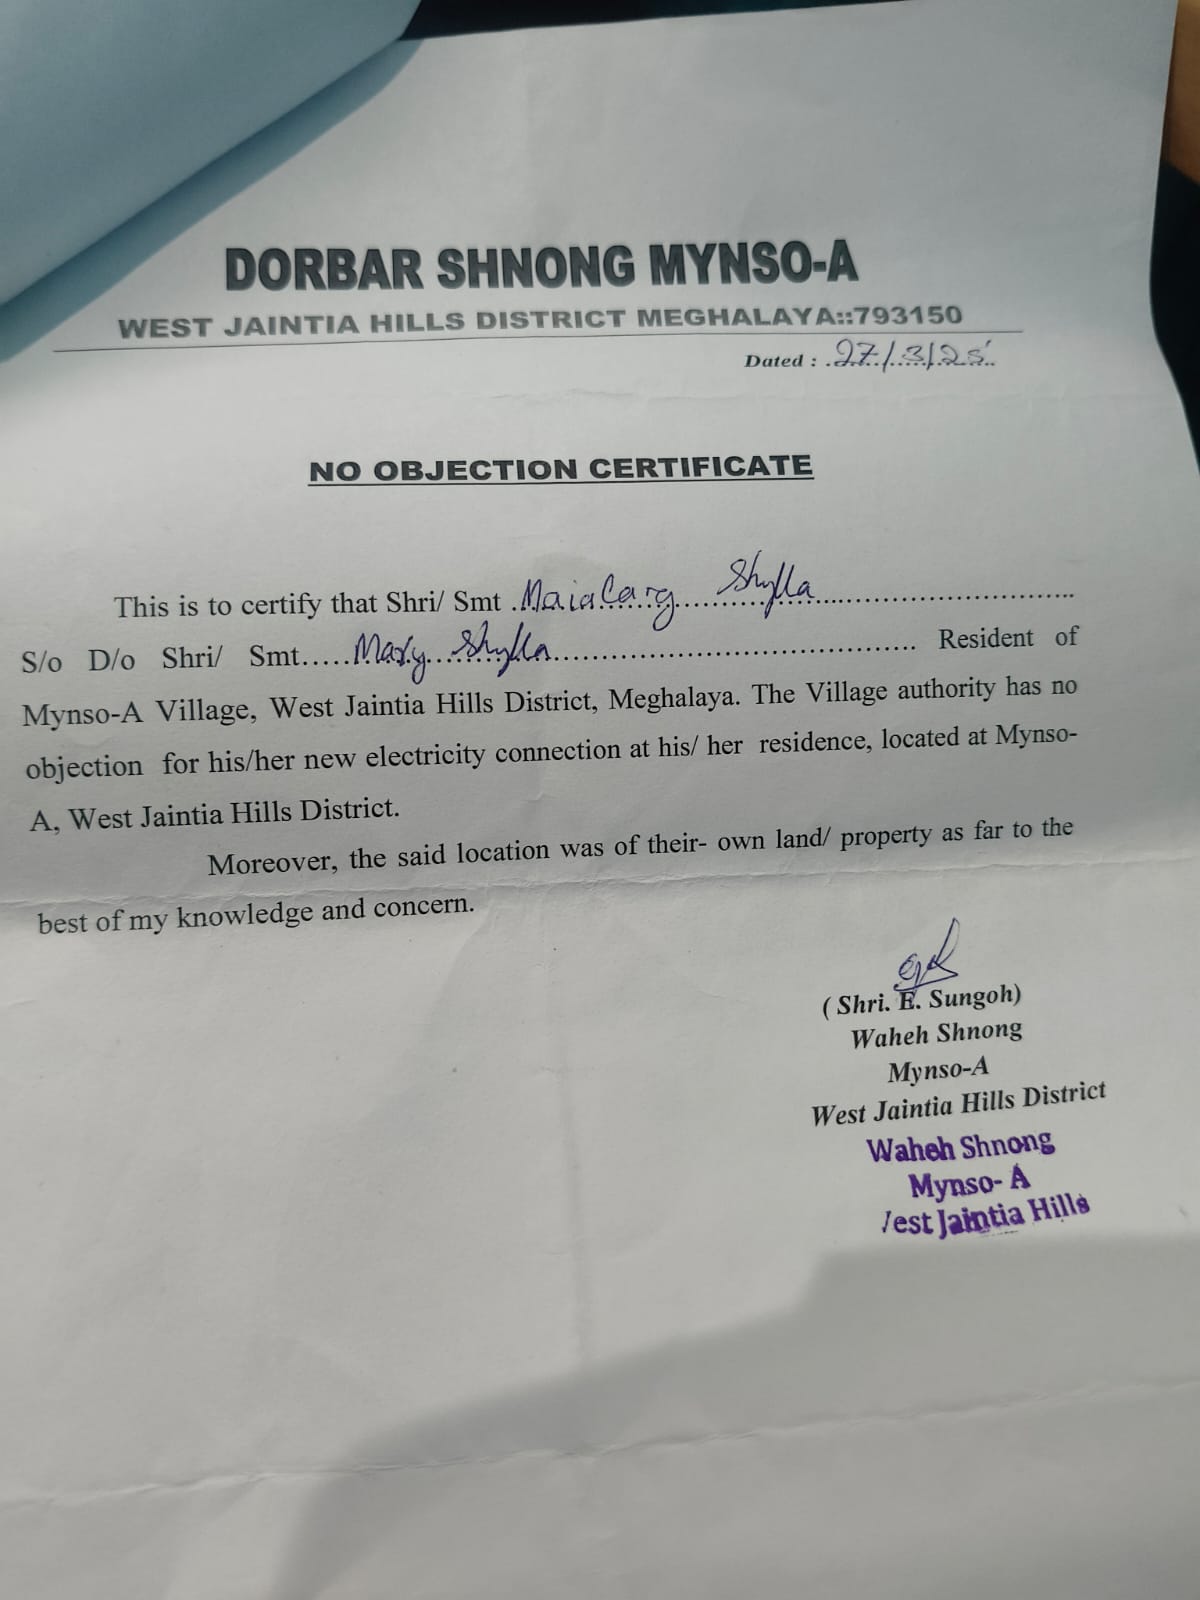 DORBAR SHNONG MYNSO-A
WEST JAINTIA HILLS DISTRICT MEGHALAYA::793150
Dated : .27/3/25
NO OBJECTION CERTIFICATE
This is to certify that Shri/ Smt .Maialang Shylla
S/o D/o Shri/ Smt.....Mary Shylla.......... Resident of
Mynso-A Village, West Jaintia Hills District, Meghalaya. The Village authority has no
objection for his/her new electricity connection at his/ her residence, located at Mynso-
A, West Jaintia Hills District.
Moreover, the said location was of their- own land/ property as far to the
best of my knowledge and concern.
( Shri. E. Sungoh)
Waheh Shnong
Mynso-A
West Jaintia Hills District
Waheh Shnong
Mynso- A
est Jaintia Hills